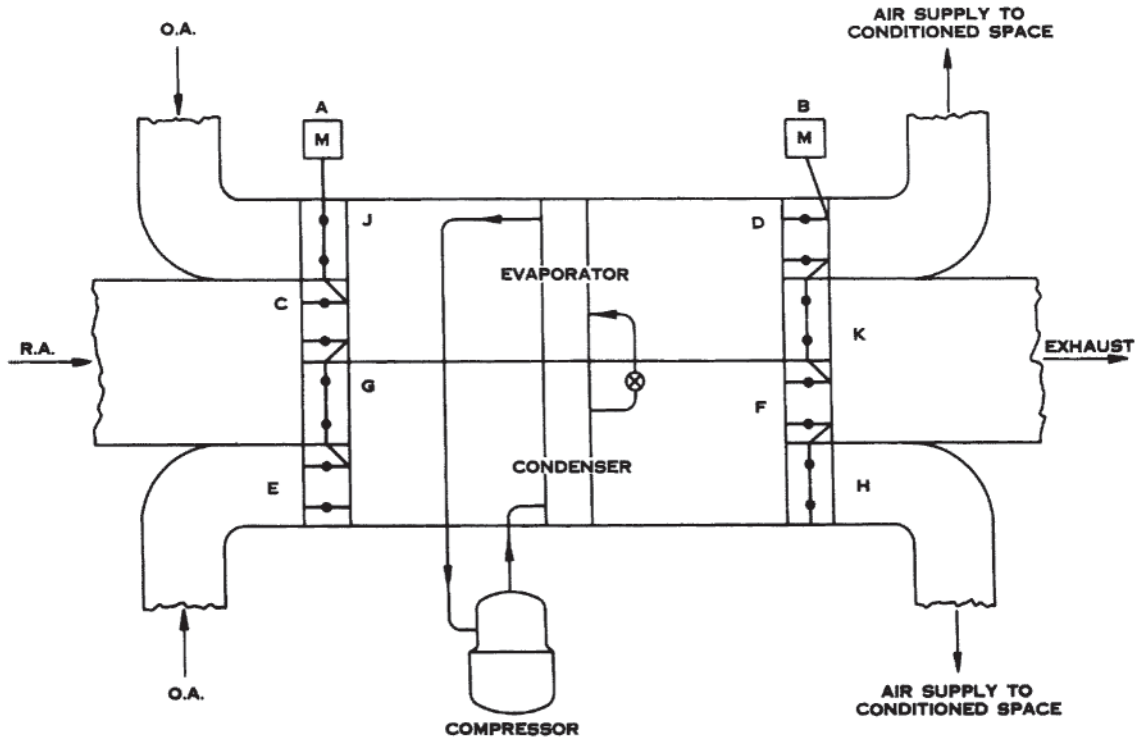 AIR SUPPLY TO
CONDITIONED SPACE
O.A.
A
B
M
M
J
D
EVAPORATOR
C
K
R.A.
EXHAUST
G
F
CONDENSER
E
H
O.A.
AIR SUPPLY TO
CONDITIONED SPACE
COMPRESSOR